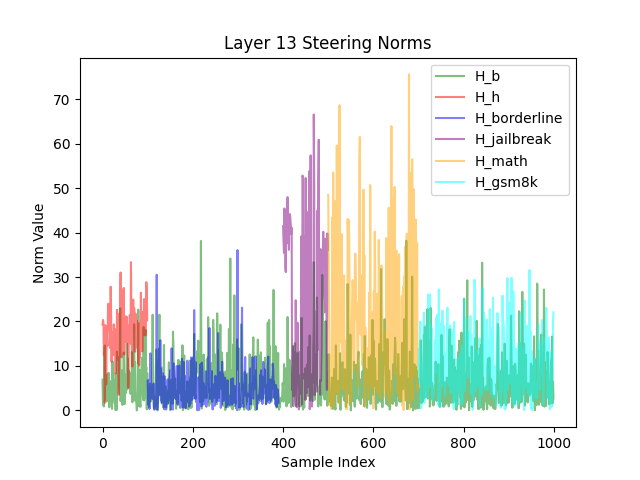 Layer 13 Steering Norms
H_b
H_h
H_borderline
H_jailbreak
H_math
H_gsm8k
Norm Value
70
60
50
40
30
20
10
0
0 200 400 600 800 1000
Sample Index